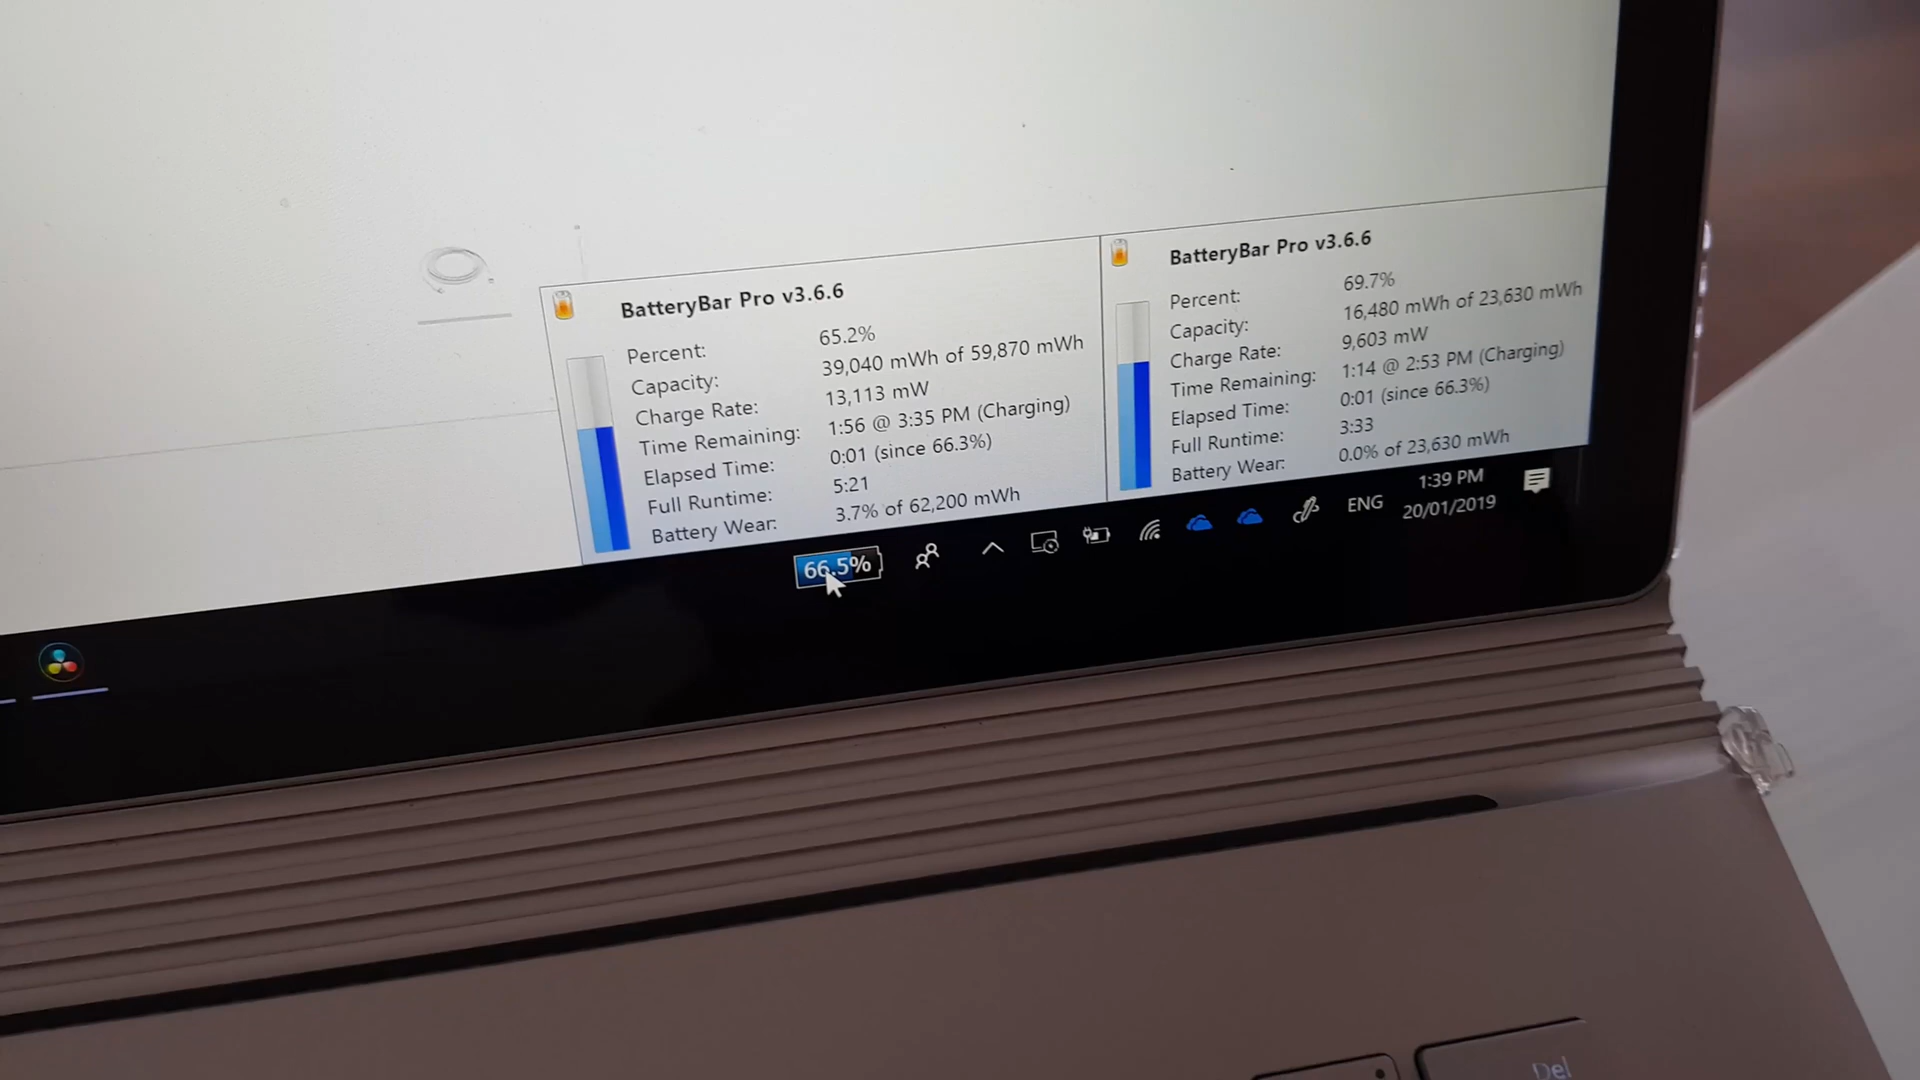 BatteryBar Pro v3.6.6
Percent: 65.2%
Capacity: 39,040 mWh of 59,870 mWh
Charge Rate: 13,113 mW
Time Remaining: 1:56 @ 3:35 PM (Charging)
Elapsed Time: 0:01 (since 66.3%)
Full Runtime: 5:21
Battery Wear: 3.7% of 62,200 mWh
BatteryBar Pro v3.6.6
Percent: 69.7%
Capacity: 16,480 mWh of 23,630 mWh
Charge Rate: 9,603 mW
Time Remaining: 1:14 @ 2:53 PM (Charging)
Elapsed Time: 0:01 (since 66.3%)
Full Runtime: 3:33
Battery Wear: 0.0% of 23,630 mWh
66.5%
ENG
1:39 PM
20/01/2019
Del